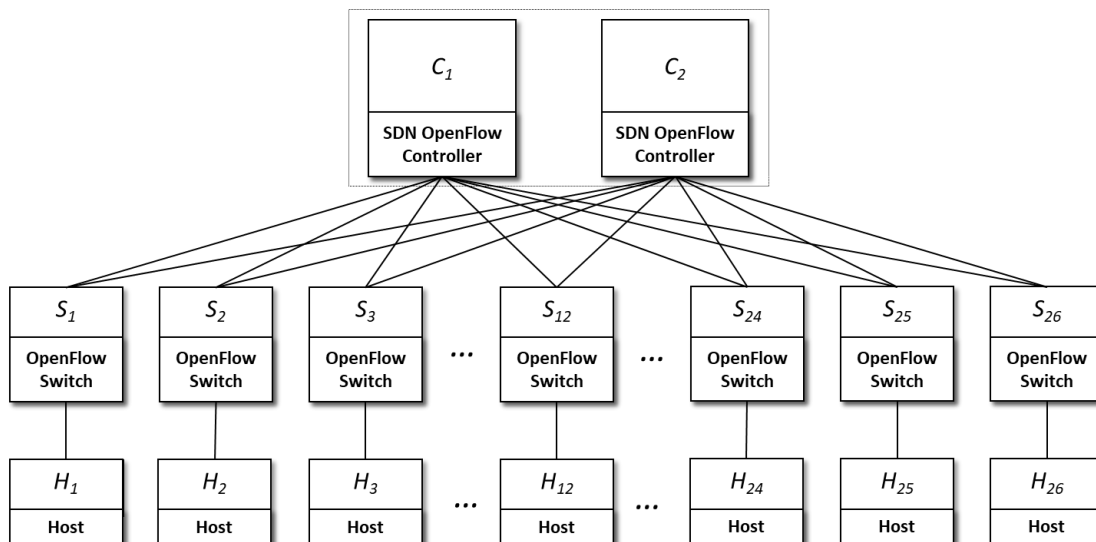 C1 C2
SDN OpenFlow Controller SDN OpenFlow Controller
S1 S2 S3 S12 S24 S25 S26
OpenFlow Switch OpenFlow Switch OpenFlow Switch ... OpenFlow Switch ... OpenFlow Switch OpenFlow Switch OpenFlow Switch
H1 H2 H3 ... H12 ... H24 H25 H26
Host Host Host Host Host Host Host